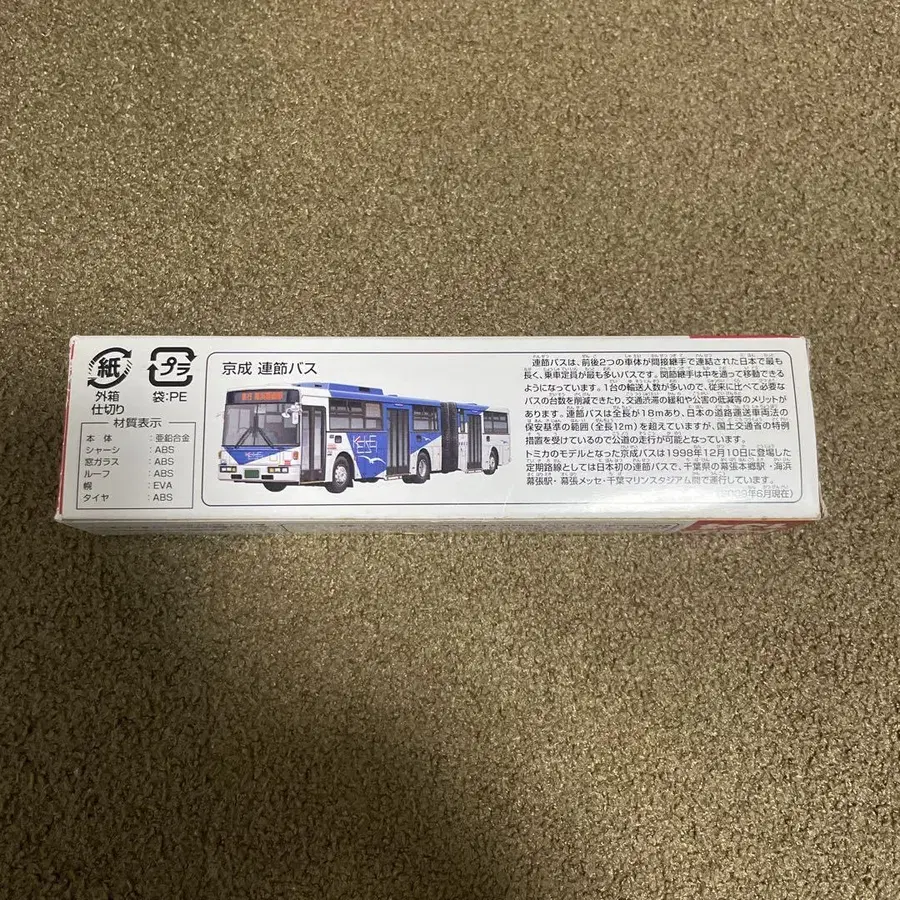 紙
外箱
仕切り
プラ
袋:PE
材質表示
本体:亜鉛合金
シャーシ:ABS
窓ガラス:ABS
ルーフ:ABS
幌:EVA
タイヤ:ABS
京成 連節バス
連節バスは、前後2つの車体が関接継手で連結された日本で最も
長く、乗車定員が最も多いバスです。関節継手は中を通って移動できる
ようになっています。1台の輸送人数が多いので、従来に比べて必要な
バスの台数を削減できたり、交通渋滞の緩和や公害の低減等のメリットが
あります。連節バスは全長が18mあり、日本の道路運送車両法の
保安基準の範囲(全長12m)を超えていますが、国土交通省の特例
措置を受けているので公道の走行が可能となっています。
トミカのモデルとなった京成バスは1998年12月10日に登場した
定期路線としては日本初の連節バスで、千葉県の幕張本郷駅・海浜
幕張駅・幕張メッセ・千葉マリンスタジアム間で運行しています。
(2009年6月現在)